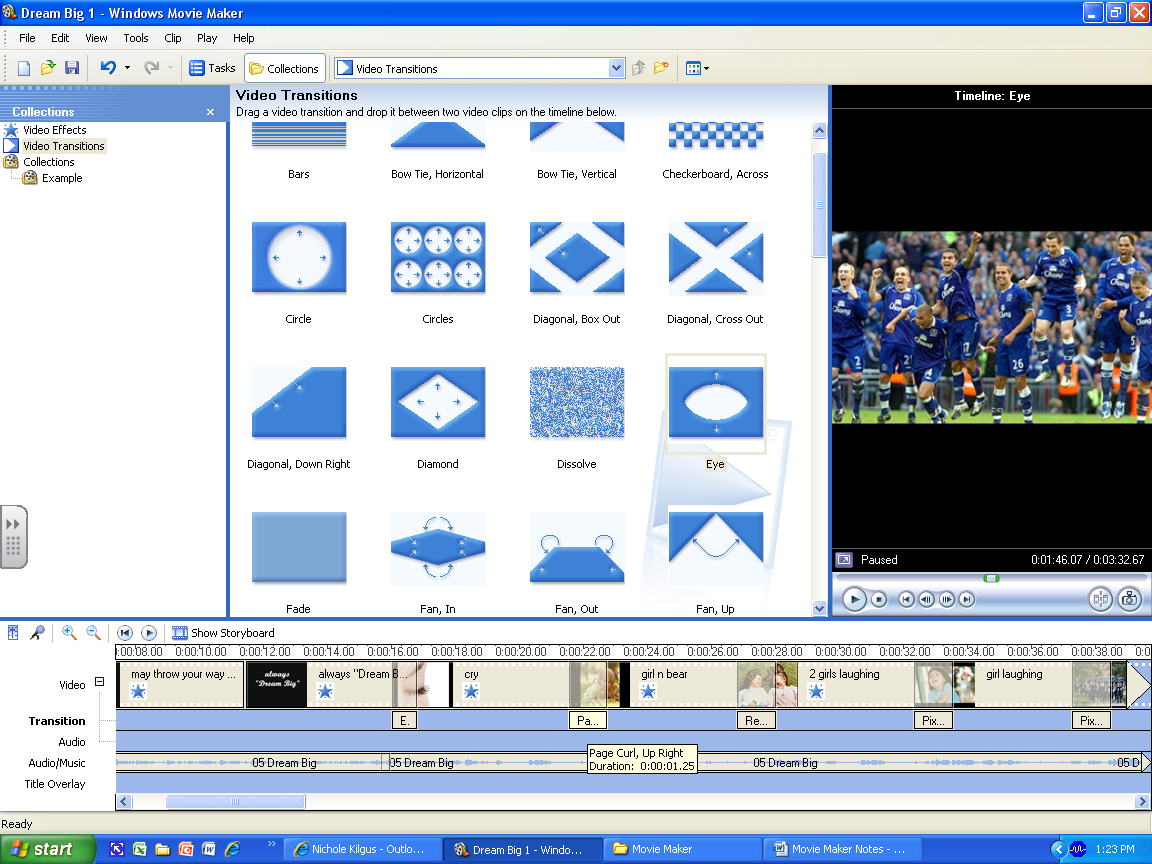 Dream Big 1 - Windows Movie Maker
File Edit View Tools Clip Play Help
Tasks Collections Video Transitions
Collections ×
Video Effects
Video Transitions
Collections
Example
Video Transitions
Drag a video transition and drop it between two video clips on the timeline below.
Bars Bow Tie, Horizontal Bow Tie, Vertical Checkerboard, Across
Circle Circles Diagonal, Box Out Diagonal, Cross Out
Diagonal, Down Right Diamond Dissolve Eye
Fade Fan, In Fan, Out Fan, Up
Timeline: Eye
Chang
Paused 0:01:46.07 / 0:03:32.67
Show Storyboard
0:00:08.00 0:00:10.00 0:00:12.00 0:00:14.00 0:00:16.00 0:00:18.00 0:00:20.00 0:00:22.00 0:00:24.00 0:00:26.00 0:00:28.00 0:00:30.00 0:00:32.00 0:00:34.00 0:00:36.00 0:00:38.00 0:0
Video may throw your way ... always "Dream Big" always "Dream B... cry girl n bear 2 girls laughing girl laughing
Transition E. Pa... Re... Pix... Pix...
Audio
Audio/Music 05 Dream Big 05 Dream Big 05 Dream Big 05 D
Page Curl, Up Right
Duration: 0:00:01.25
Title Overlay
Ready
start Nichole Kilgus - Outlo... Dream Big 1 - Windo... Movie Maker Movie Maker Notes - ... 1:23 PM